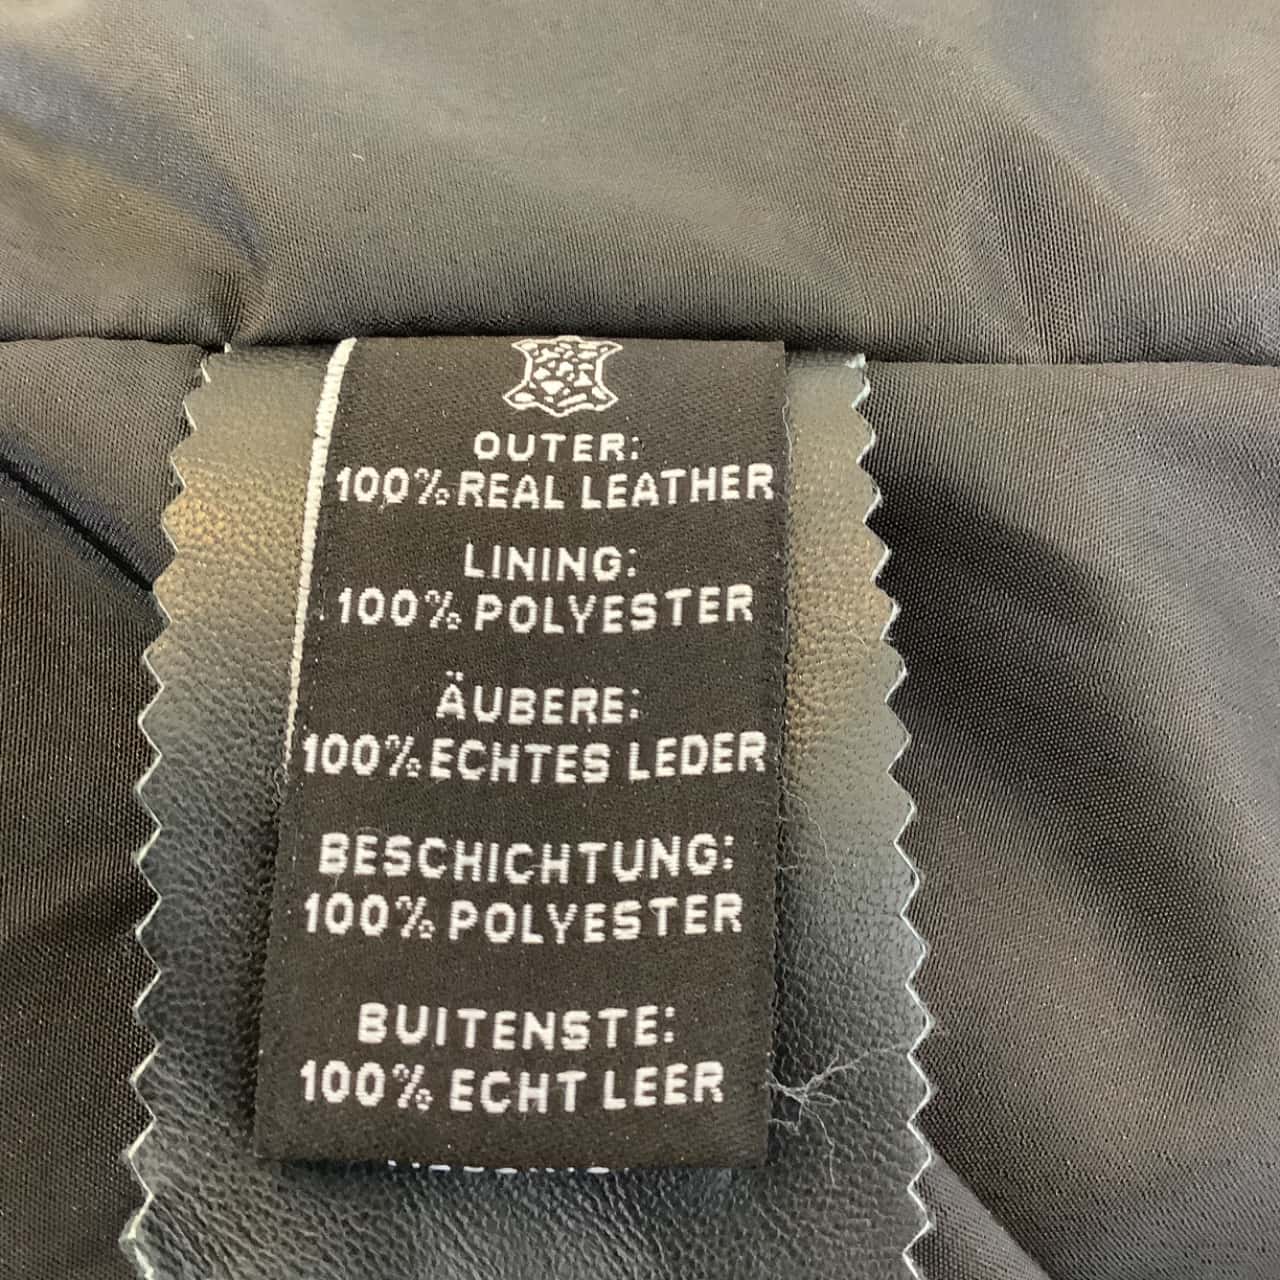 OUTER:
100% REAL LEATHER
LINING:
100% POLYESTER
ÄUBERE:
100% ECHTES LEDER
BESCHICHTUNG:
100% POLYESTER
BUITENSTE:
100% ECHT LEER